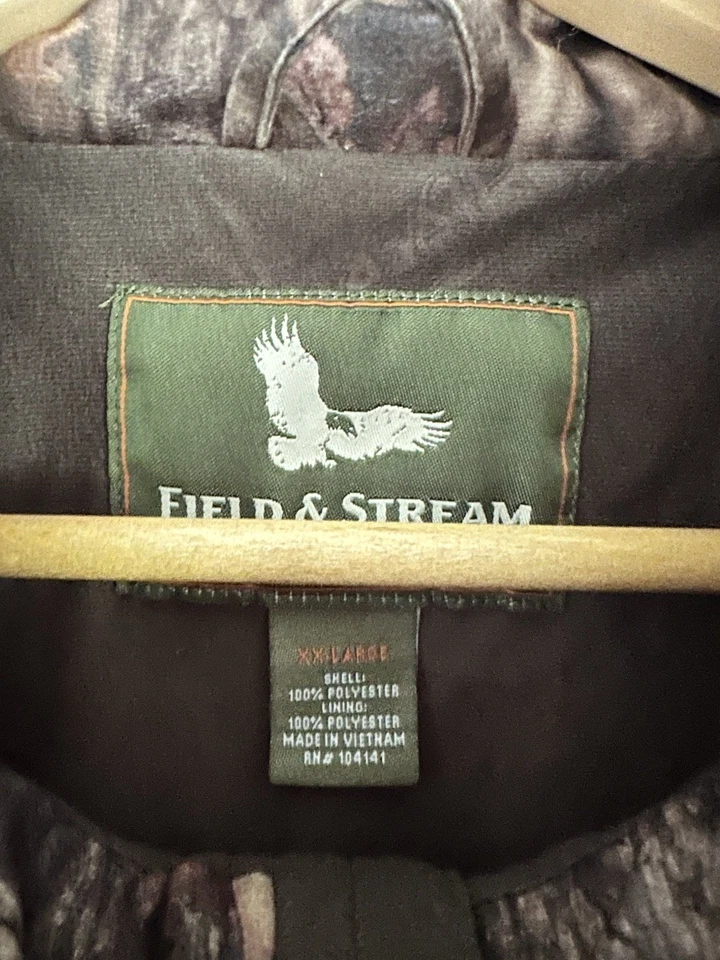 FIELD & STREAM
XX-LARGE
SHELL:
100% POLYESTER
LINING:
100% POLYESTER
MADE IN VIETNAM
RN# 104141